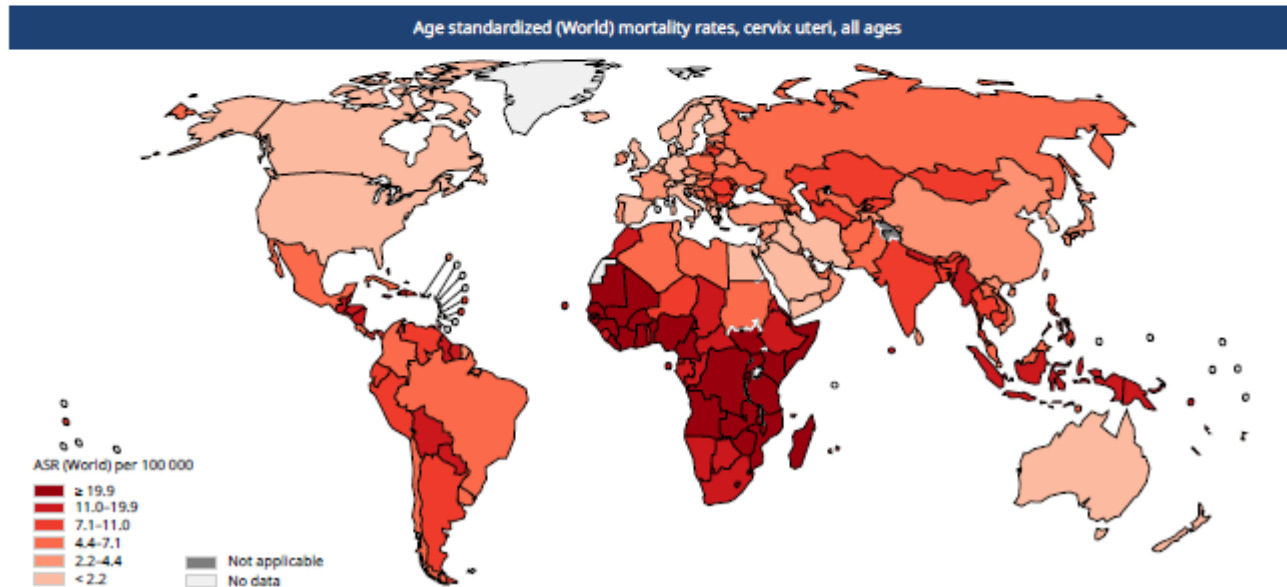 Age standardized (World) mortality rates, cervix uteri, all ages
ASR (World) per 100 000
≥ 19.9
11.0–19.9
7.1–11.0
4.4–7.1
2.2–4.4
< 2.2
Not applicable
No data